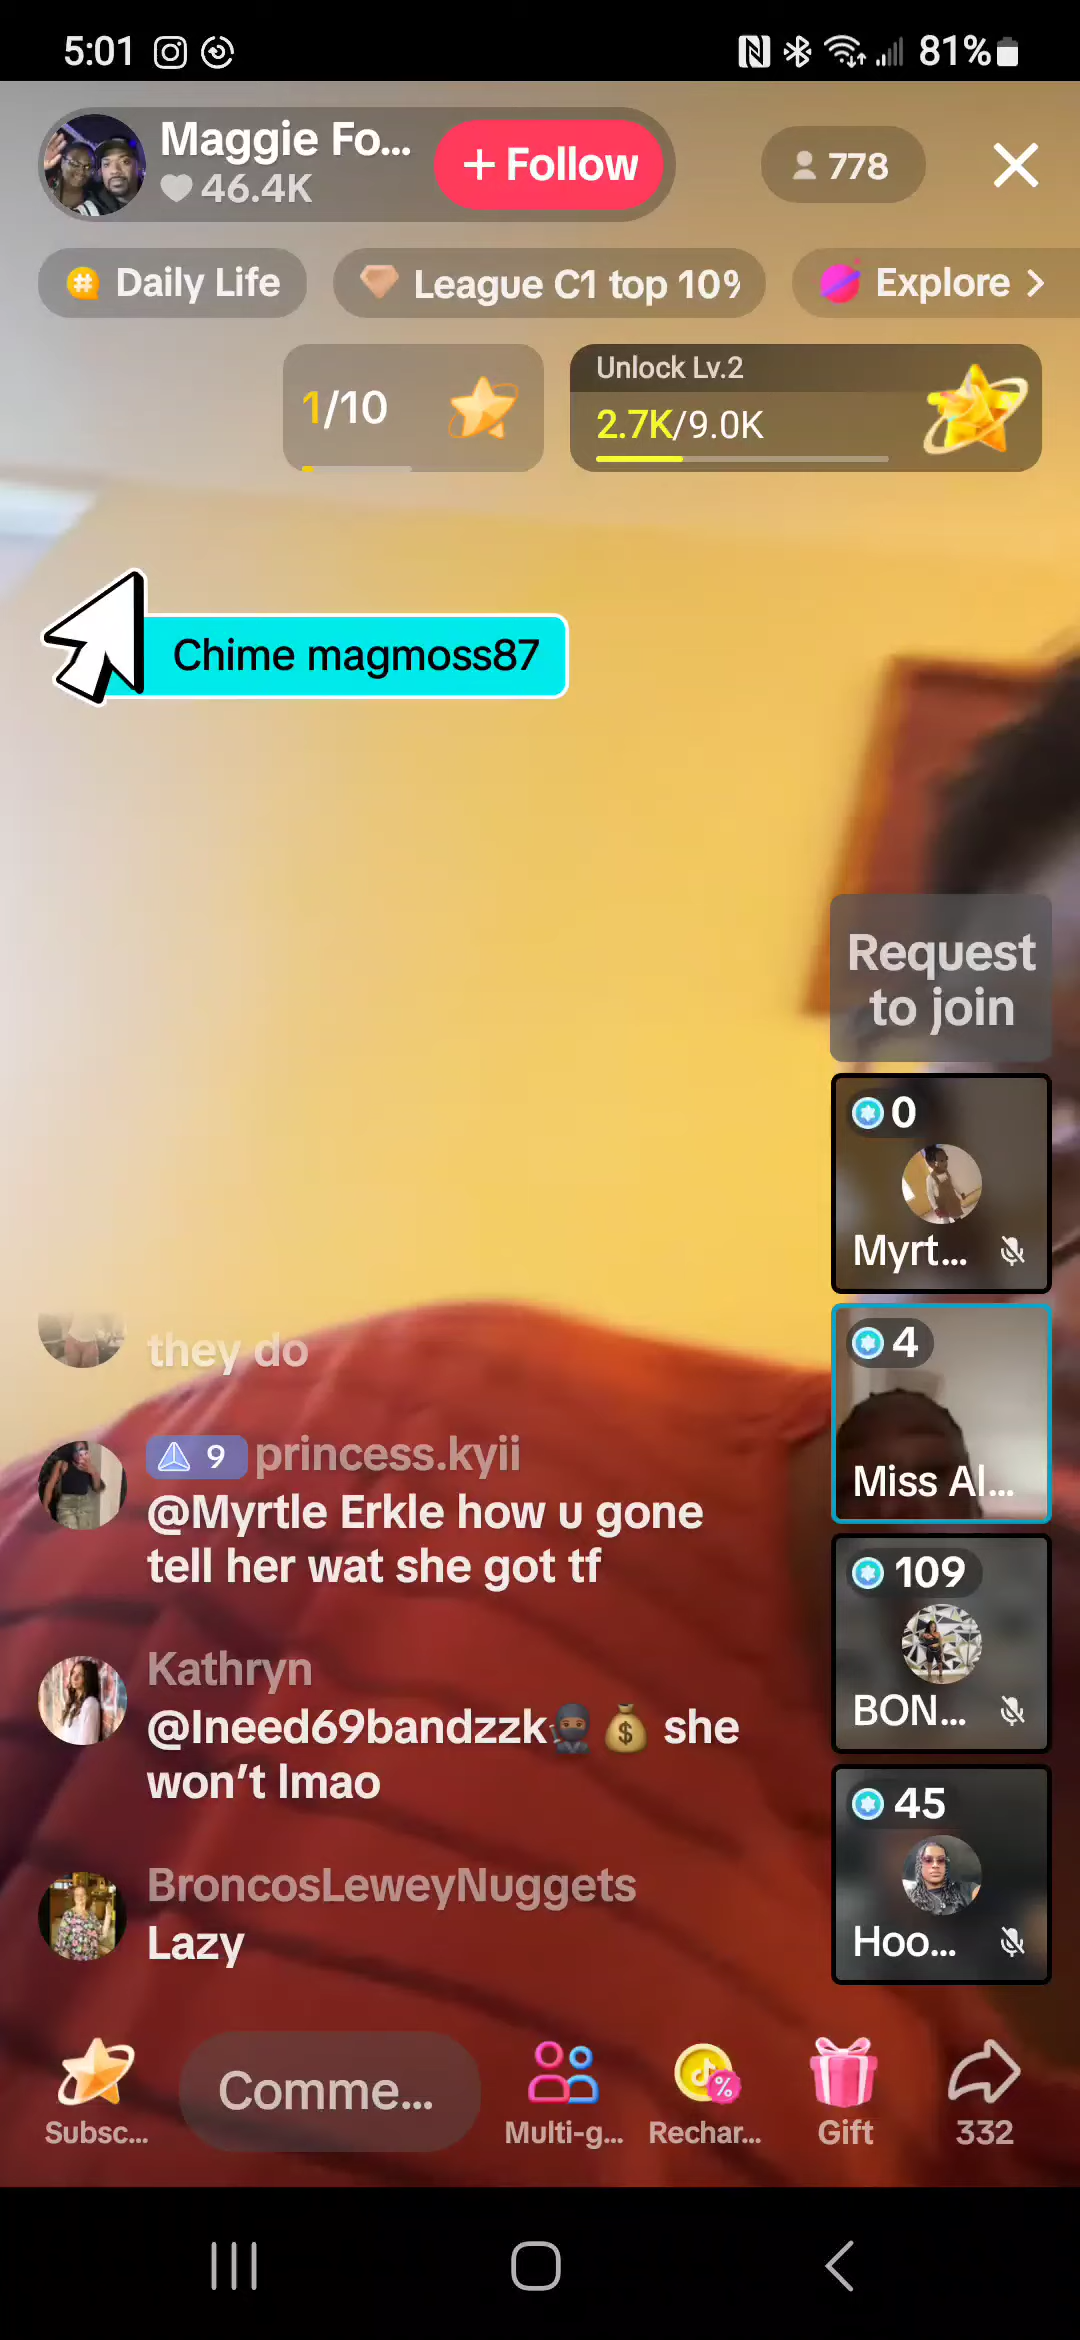 5:01
81%
Maggie Fo...
46.4K
+ Follow
778
Daily Life
League C1 top 10%
Explore >
1/10
Unlock Lv.2
2.7K/9.0K
Chime magmoss87
Request
to join
0
Myrt...
4
Miss Al...
109
BON...
45
Hoo...
they do
9 princess.kyii
@Myrtle Erkle how u gone
tell her wat she got tf
Kathryn
@Ineed69bandzzk🥷🏾💰 she
won't lmao
BroncosLeweyNuggets
Lazy
Subsc...
Comme...
Multi-g...
Rechar...
Gift
332